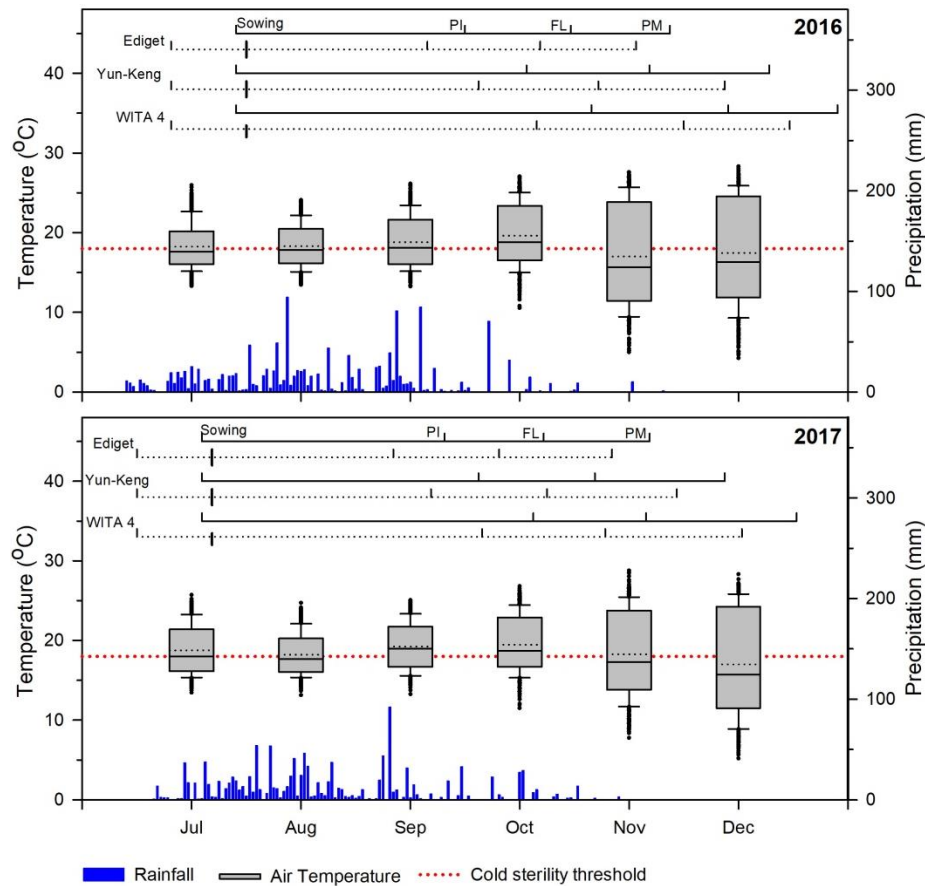 Sowing PI FL PM 2016
Ediget
40
Yun-Keng
300
WITA 4
30
200
20
100
10
0 0
Temperature (°C)
Precipitation (mm)
Sowing PI FL PM 2017
Ediget
40
Yun-Keng
300
WITA 4
30
200
20
100
10
0 0
Temperature (°C)
Precipitation (mm)
Jul Aug Sep Oct Nov Dec
Rainfall Air Temperature Cold sterility threshold